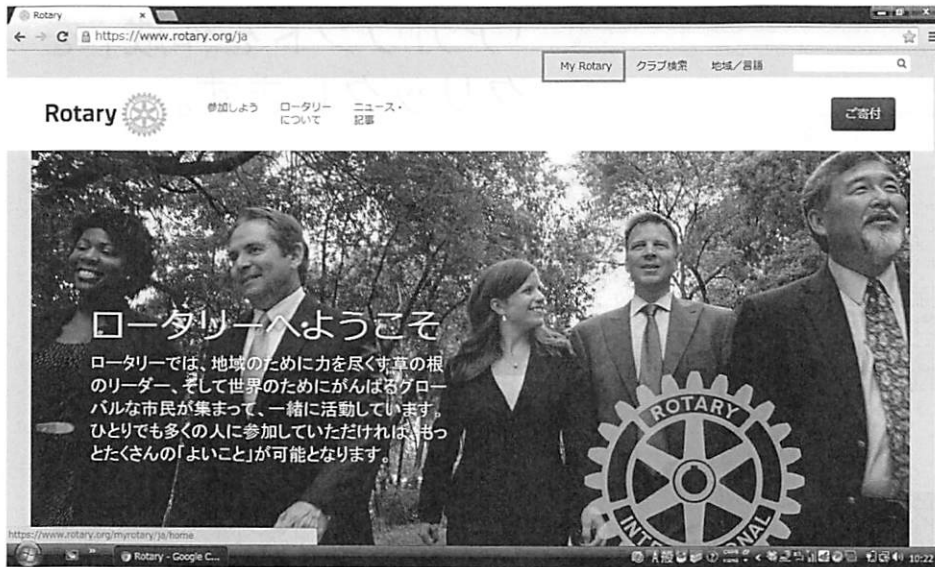 Rotary
https://www.rotary.org/ja
My Rotary クラブ検索 地域／言語
Rotary
参加しよう
ロータリー
について
ニュース・
記事
ご寄付
ロータリーへようこそ
ロータリーでは、地域のために力を尽くす草の根
のリーダー、そして世界のためにがんばるグロー
バルな市民が集まって、一緒に活動しています。
ひとりでも多くの人に参加していただければ、もっ
とたくさんの「よいこと」が可能となります。
ROTARY
INTERNATIONAL
https://www.rotary.org/myrotary/ja/home
Rotary - Google C...
A 般
CAPS
KANA
10:22